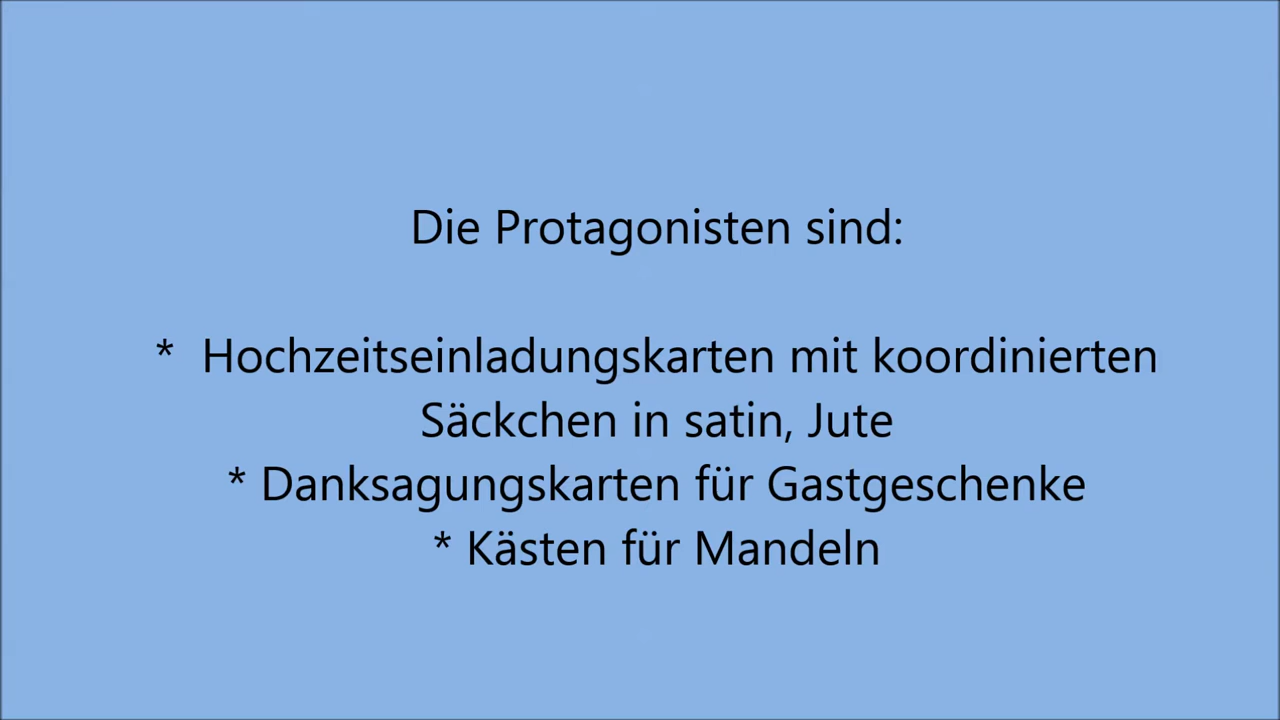 Die Protagonisten sind:
* Hochzeitseinladungskarten mit koordinierten
Säckchen in satin, Jute
* Danksagungskarten für Gastgeschenke
* Kästen für Mandeln